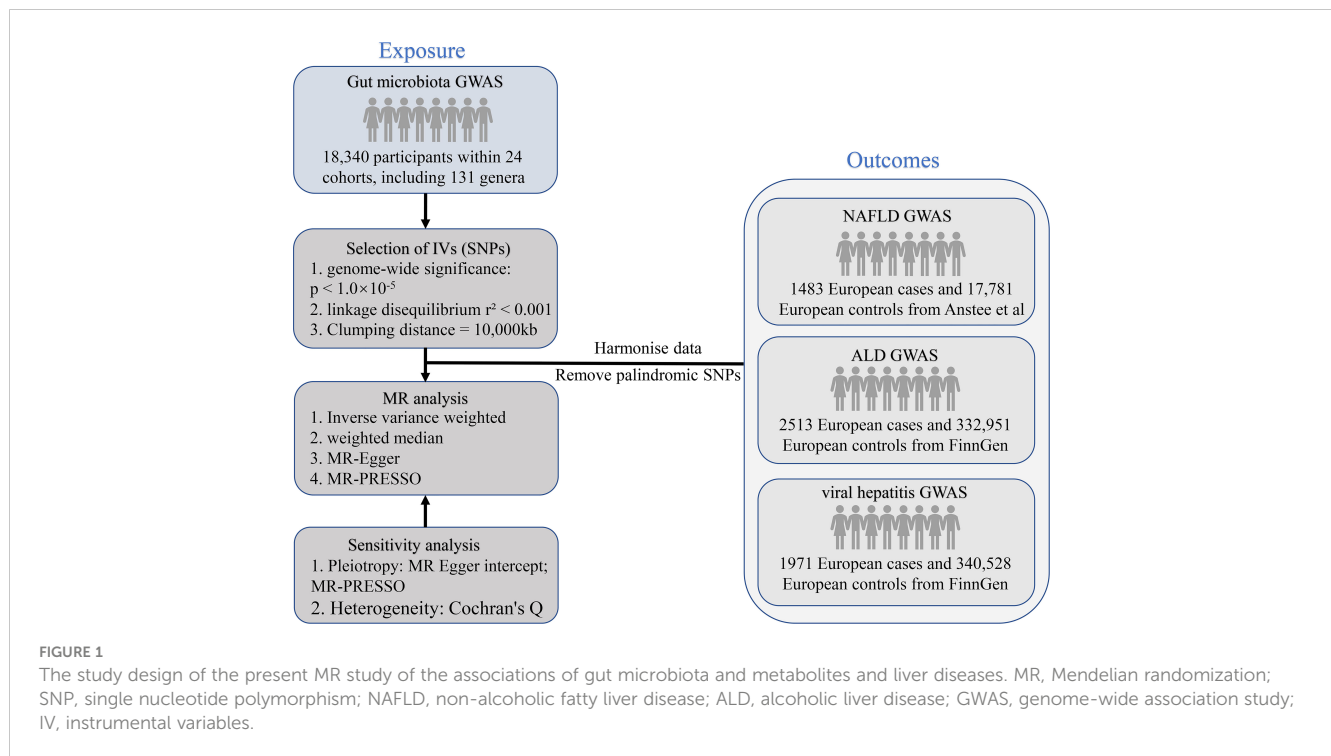 Exposure
Gut microbiota GWAS
18,340 participants within 24
cohorts, including 131 genera
Selection of IVs (SNPs)
1. genome-wide significance:
p < 1.0×10⁻⁵
2. linkage disequilibrium r² < 0.001
3. Clumping distance = 10,000kb
Harmonise data
Remove palindromic SNPs
MR analysis
1. Inverse variance weighted
2. weighted median
3. MR-Egger
4. MR-PRESSO
Sensitivity analysis
1. Pleiotropy: MR Egger intercept;
MR-PRESSO
2. Heterogeneity: Cochran's Q
Outcomes
NAFLD GWAS
1483 European cases and 17,781
European controls from Anstee et al
ALD GWAS
2513 European cases and 332,951
European controls from FinnGen
viral hepatitis GWAS
1971 European cases and 340,528
European controls from FinnGen
FIGURE 1
The study design of the present MR study of the associations of gut microbiota and metabolites and liver diseases. MR, Mendelian randomization;
SNP, single nucleotide polymorphism; NAFLD, non-alcoholic fatty liver disease; ALD, alcoholic liver disease; GWAS, genome-wide association study;
IV, instrumental variables.